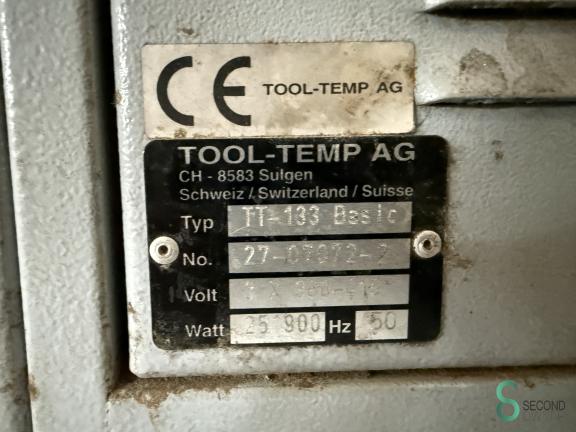 CE TOOL-TEMP AG
TOOL-TEMP AG
CH - 8583 Sulgen
Schweiz / Switzerland / Suisse
Typ TT-133 Basic
No.
Volt 3 X
Watt 25 900 Hz 50
SECOND